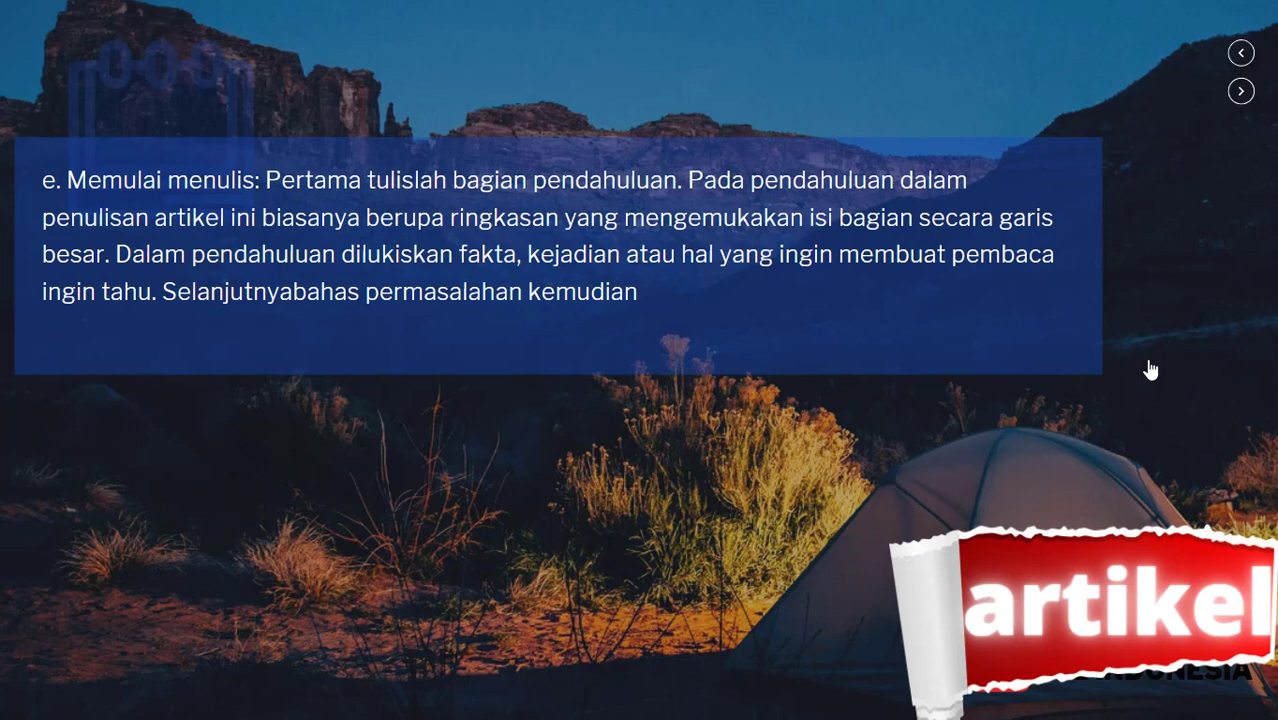 e. Memulai menulis: Pertama tulislah bagian pendahuluan. Pada pendahuluan dalam
penulisan artikel ini biasanya berupa ringkasan yang mengemukakan isi bagian secara garis
besar. Dalam pendahuluan dilukiskan fakta, kejadian atau hal yang ingin membuat pembaca
ingin tahu. Selanjutnyabahas permasalahan kemudian
artikel